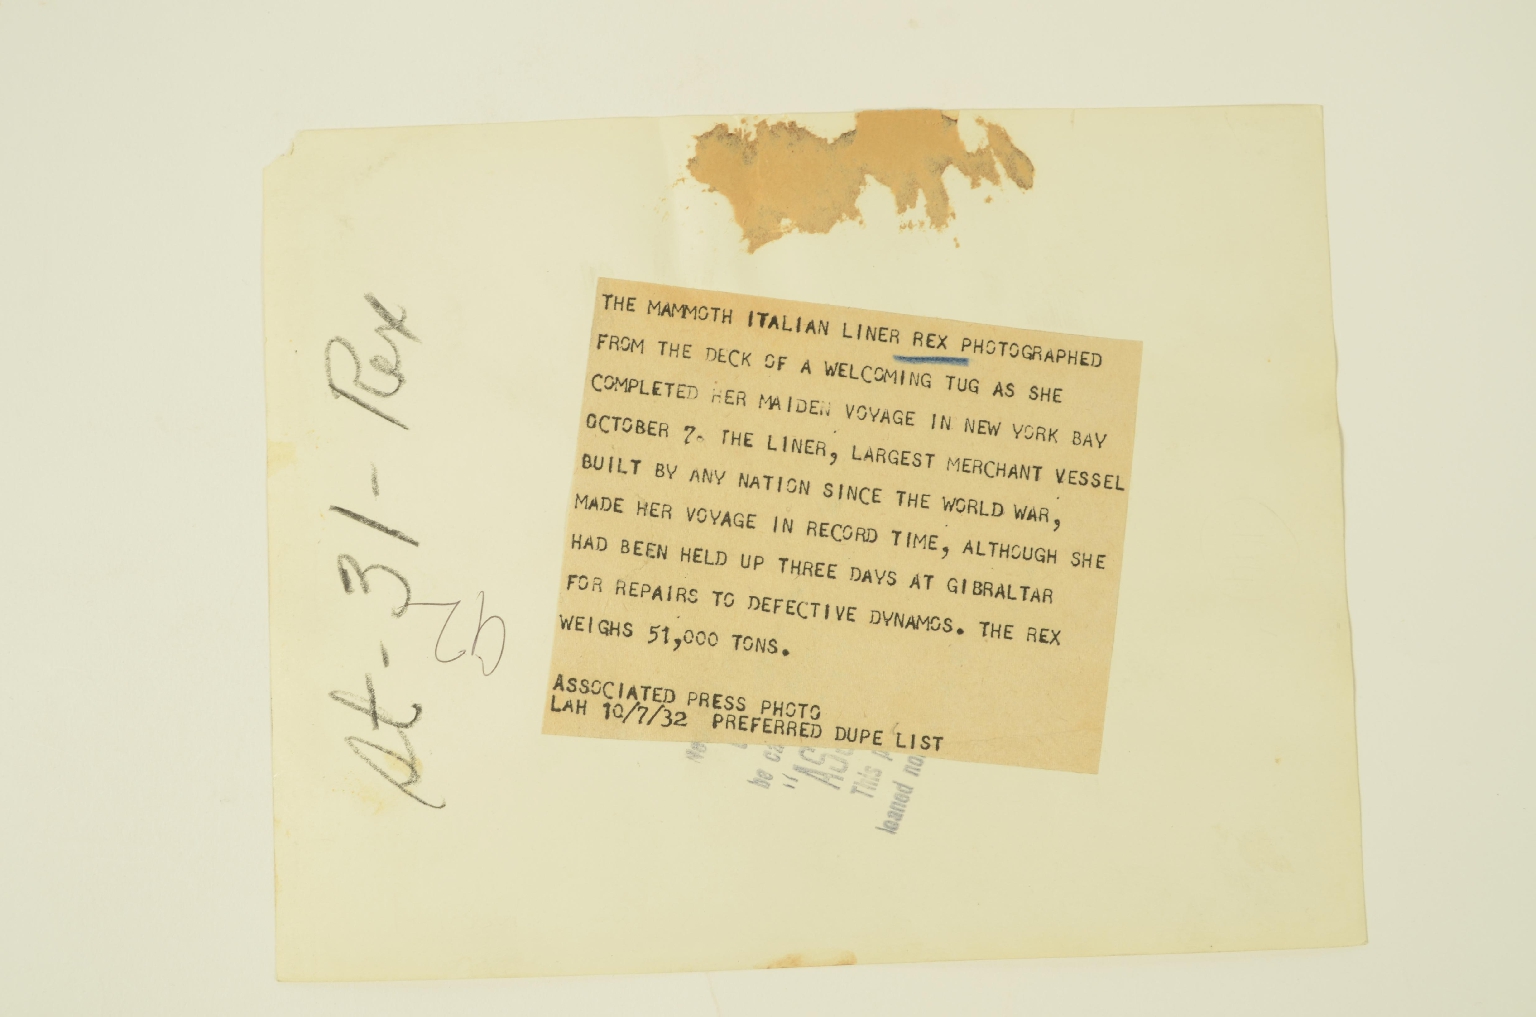 THE MAMMOTH ITALIAN LINER REX PHOTOGRAPHED
FROM THE DECK OF A WELCOMING TUG AS SHE
COMPLETED HER MAIDEN VOYAGE IN NEW YORK BAY
OCTOBER 7. THE LINER, LARGEST MERCHANT VESSEL
BUILT BY ANY NATION SINCE THE WORLD WAR,
MADE HER VOYAGE IN RECORD TIME, ALTHOUGH SHE
HAD BEEN HELD UP THREE DAYS AT GIBRALTAR
FOR REPAIRS TO DEFECTIVE DYNAMOS. THE REX
WEIGHS 51,000 TONS.
ASSOCIATED PRESS PHOTO
LAH 10/7/32 PREFERRED DUPE LIST
At-31-Rex
be
This
loaned